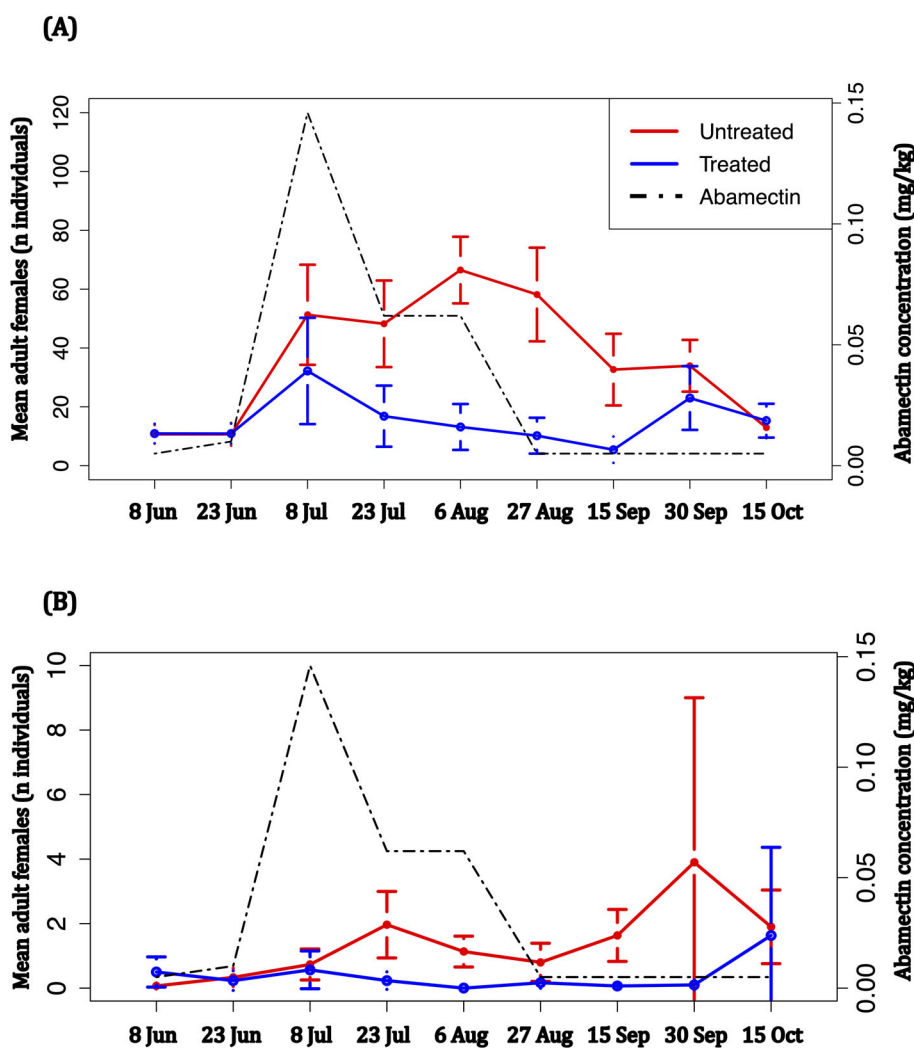 (A)
Mean adult females (n individuals)
120
100
80
60
40
20
0
Untreated
Treated
Abamectin
0.15
0.10
0.05
0.00
Abamectin concentration (mg/kg)
8 Jun 23 Jun 8 Jul 23 Jul 6 Aug 27 Aug 15 Sep 30 Sep 15 Oct
(B)
Mean adult females (n individuals)
10
8
6
4
2
0
0.15
0.10
0.05
0.00
Abamectin concentration (mg/kg)
8 Jun 23 Jun 8 Jul 23 Jul 6 Aug 27 Aug 15 Sep 30 Sep 15 Oct